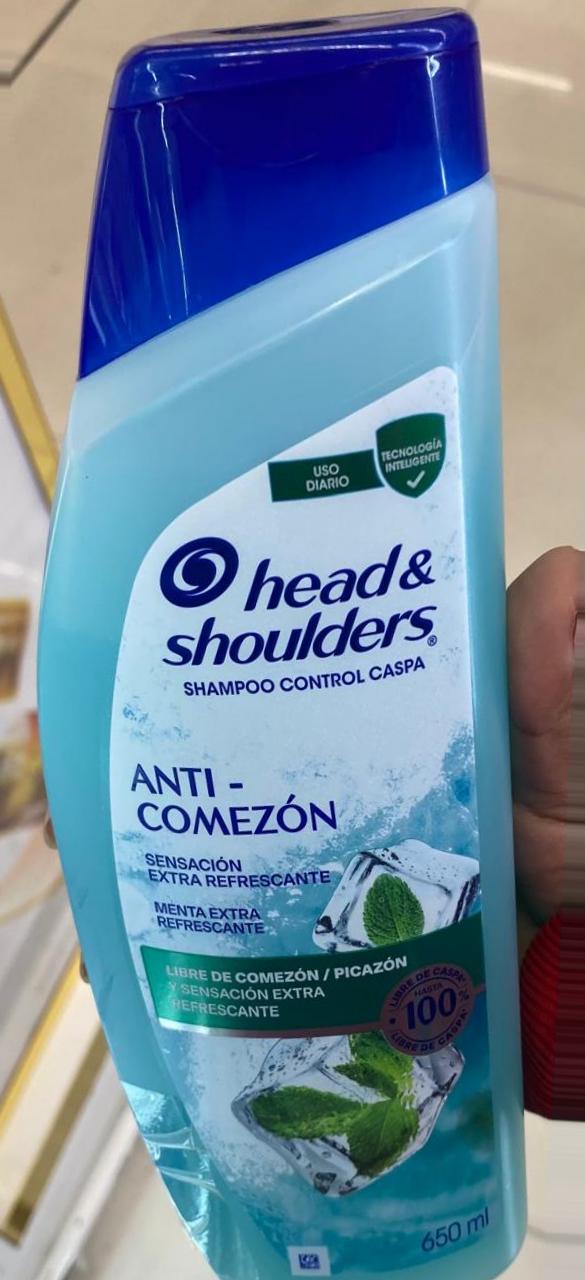 USO
DIARIO
TECNOLOGÍA
INTELIGENTE
head &
shoulders®
SHAMPOO CONTROL CASPA
ANTI -
COMEZÓN
SENSACIÓN
EXTRA REFRESCANTE
MENTA EXTRA
REFRESCANTE
LIBRE DE COMEZÓN / PICAZÓN
Y SENSACIÓN EXTRA
REFRESCANTE
LIBRE DE CASPA
HASTA
100
LIBRE DE CASPA
650 ml